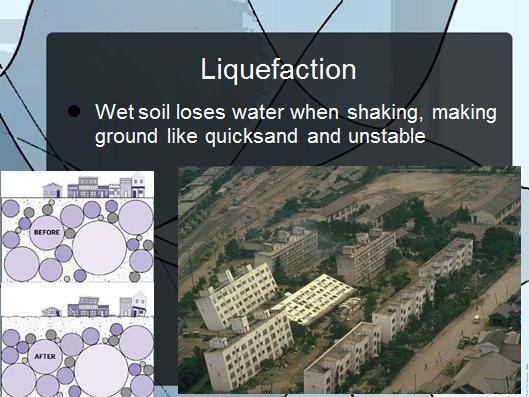 Liquefaction
Wet soil loses water when shaking, making
ground like quicksand and unstable
BEFORE
AFTER